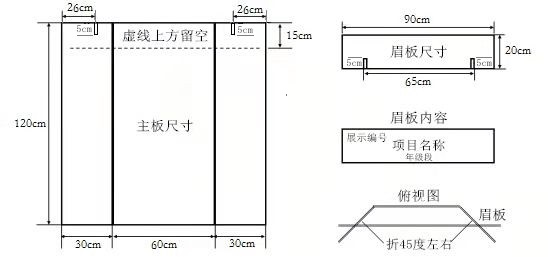 26cm
26cm
5cm
虚线上方留空
5cm
15cm
120cm
主板尺寸
30cm
60cm
30cm
90cm
眉板尺寸
20cm
5cm
5cm
65cm
眉板内容
展示编号
项目名称
年级段
俯视图
眉板
折45度左右